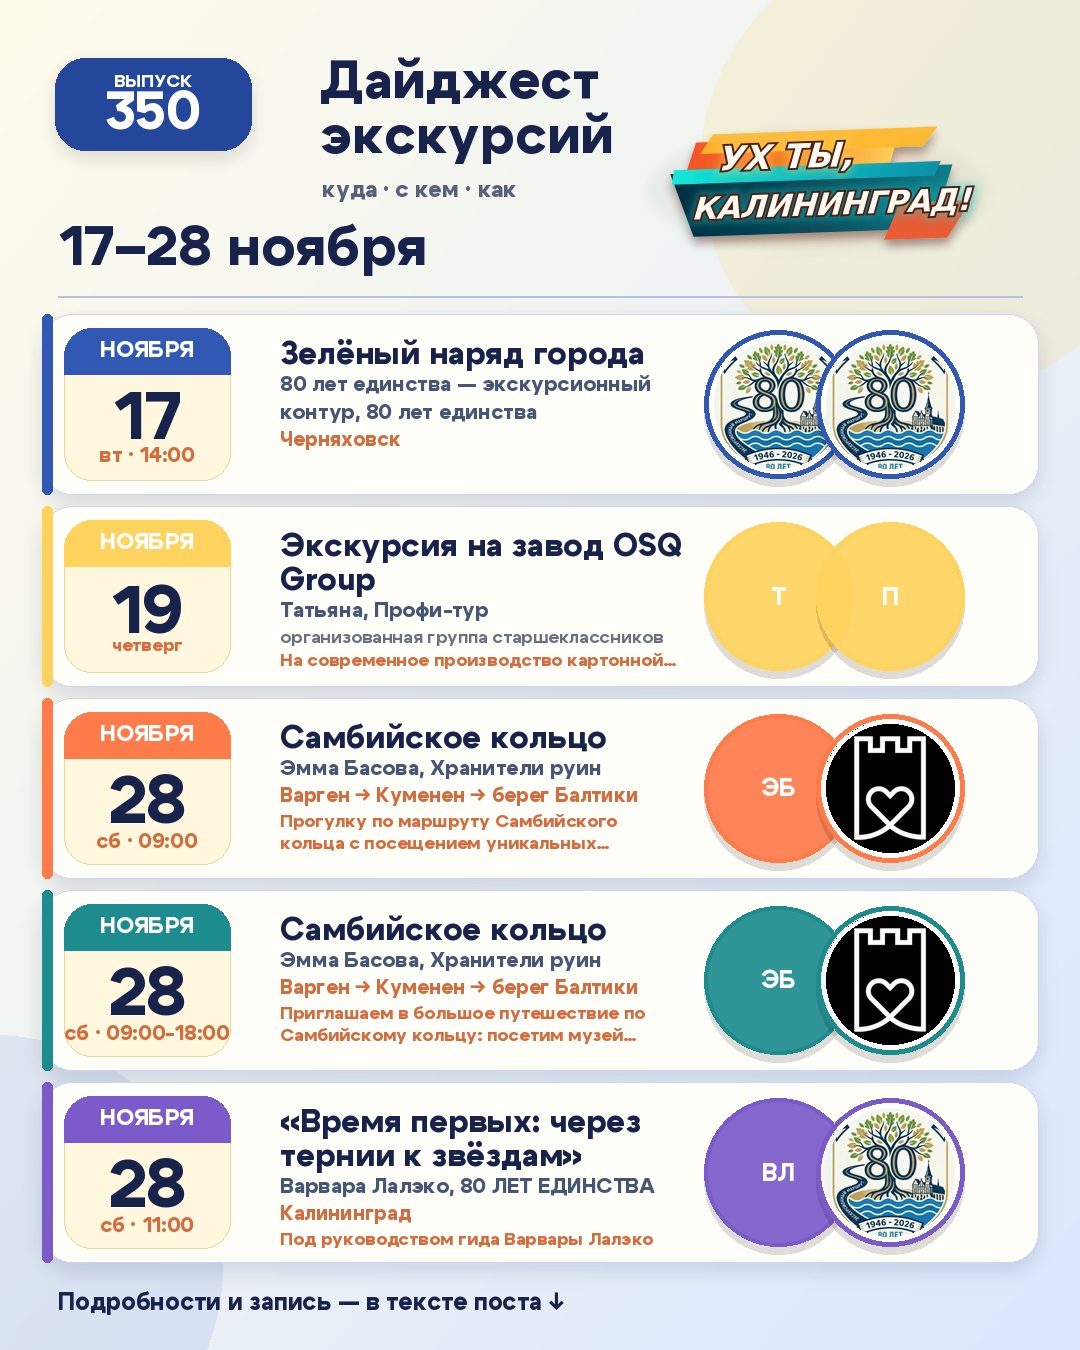 ВЫПУСК
350
Дайджест
экскурсий
куда · с кем · как
УХ ТЫ,
КАЛИНИНГРАД!
17–28 ноября
НОЯБРЯ
17
вт · 14:00
Зелёный наряд города
80 лет единства — экскурсионный
контур, 80 лет единства
Черняховск
80
1946 - 2026
80 ЛЕТ
80
1946 - 2026
80 ЛЕТ
НОЯБРЯ
19
четверг
Экскурсия на завод OSQ
Group
Татьяна, Профи-тур
организованная группа старшеклассников
На современное производство картонной...
Т
П
НОЯБРЯ
28
сб · 09:00
Самбийское кольцо
Эмма Басова, Хранители руин
Варген → Куменен → берег Балтики
Прогулку по маршруту Самбийского
кольца с посещением уникальных...
ЭБ
НОЯБРЯ
28
сб · 09:00–18:00
Самбийское кольцо
Эмма Басова, Хранители руин
Варген → Куменен → берег Балтики
Приглашаем в большое путешествие по
Самбийскому кольцу: посетим музей...
ЭБ
НОЯБРЯ
28
сб · 11:00
«Время первых: через
тернии к звёздам»
Варвара Лалэко, 80 ЛЕТ ЕДИНСТВА
Калининград
Под руководством гида Варвары Лалэко
ВЛ
80
1946 - 2026
80 ЛЕТ
Подробности и запись — в тексте поста ↓